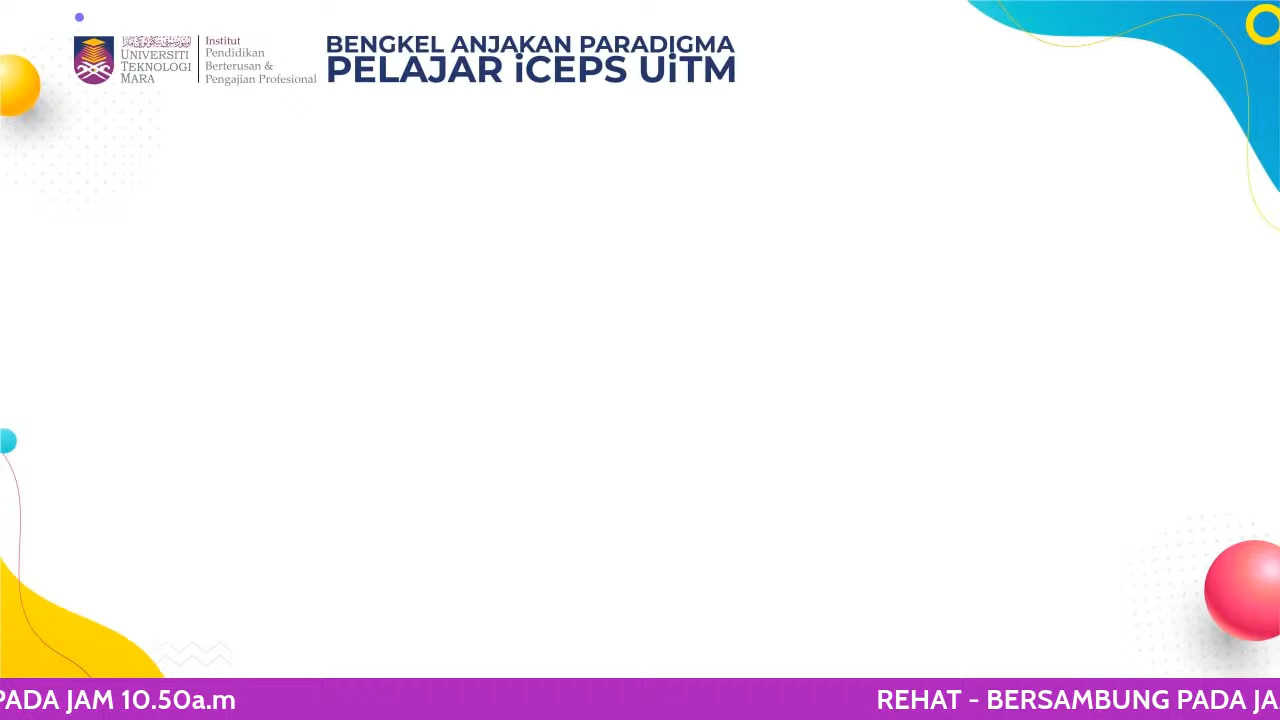 UNIVERSITI
TEKNOLOGI
MARA
Institut
Pendidikan
Berterusan &
Pengajian Profesional
BENGKEL ANJAKAN PARADIGMA
PELAJAR iCEPS UiTM
PADA JAM 10.50a.m
REHAT - BERSAMBUNG PADA JA